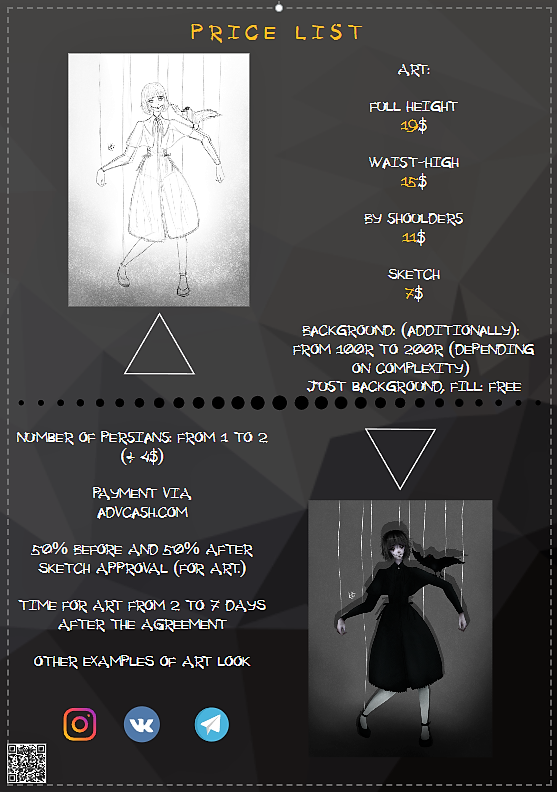 PRICE LIST
ART:
FULL HEIGHT
19$
WAIST-HIGH
15$
BY SHOULDERS
11$
SKETCH
7$
BACKGROUND: (ADDITIONALLY):
FROM 100R TO 200R (DEPENDING
ON COMPLEXITY)
JUST BACKGROUND, FILL: FREE
NUMBER OF PERSIANS: FROM 1 TO 2
(+ 4$)
PAYMENT VIA
ADVCASH.COM
50% BEFORE AND 50% AFTER
SKETCH APPROVAL (FOR ART.)
TIME FOR ART FROM 2 TO 7 DAYS
AFTER THE AGREEMENT
OTHER EXAMPLES OF ART LOOK